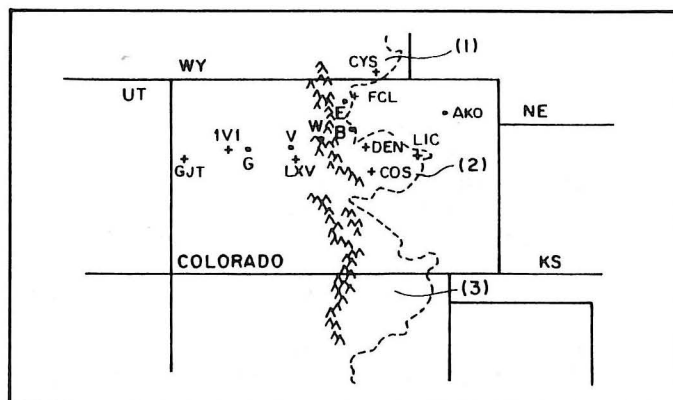 (1)
CYS
WY
UT
FCL
E
AKO
NE
W
B
1V1
V
DEN
LIC
G
GJT
LXV
COS
(2)
COLORADO
KS
(3)